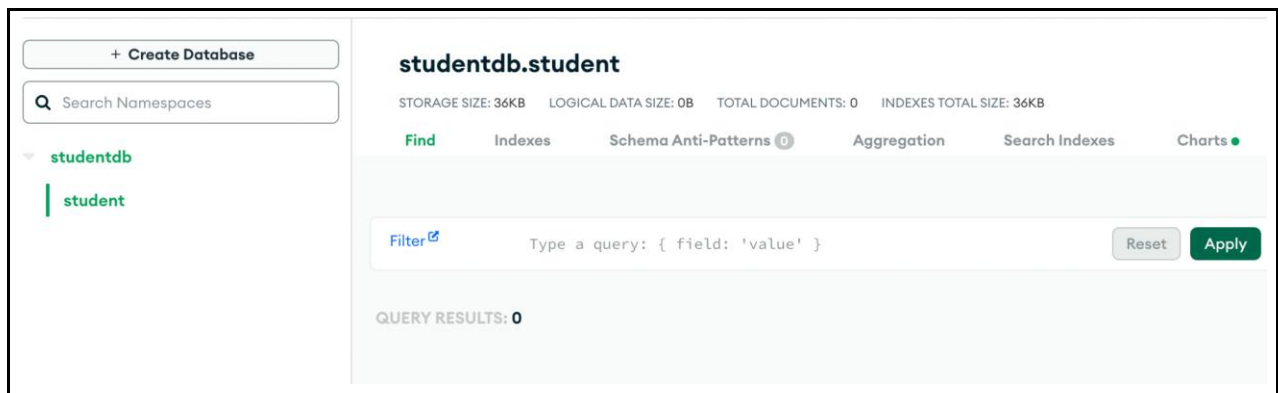 + Create Database
Search Namespaces
studentdb
student
studentdb.student
STORAGE SIZE: 36KB LOGICAL DATA SIZE: 0B TOTAL DOCUMENTS: 0 INDEXES TOTAL SIZE: 36KB
Find Indexes Schema Anti-Patterns 0 Aggregation Search Indexes Charts
Filter Type a query: { field: 'value' } Reset Apply
QUERY RESULTS: 0